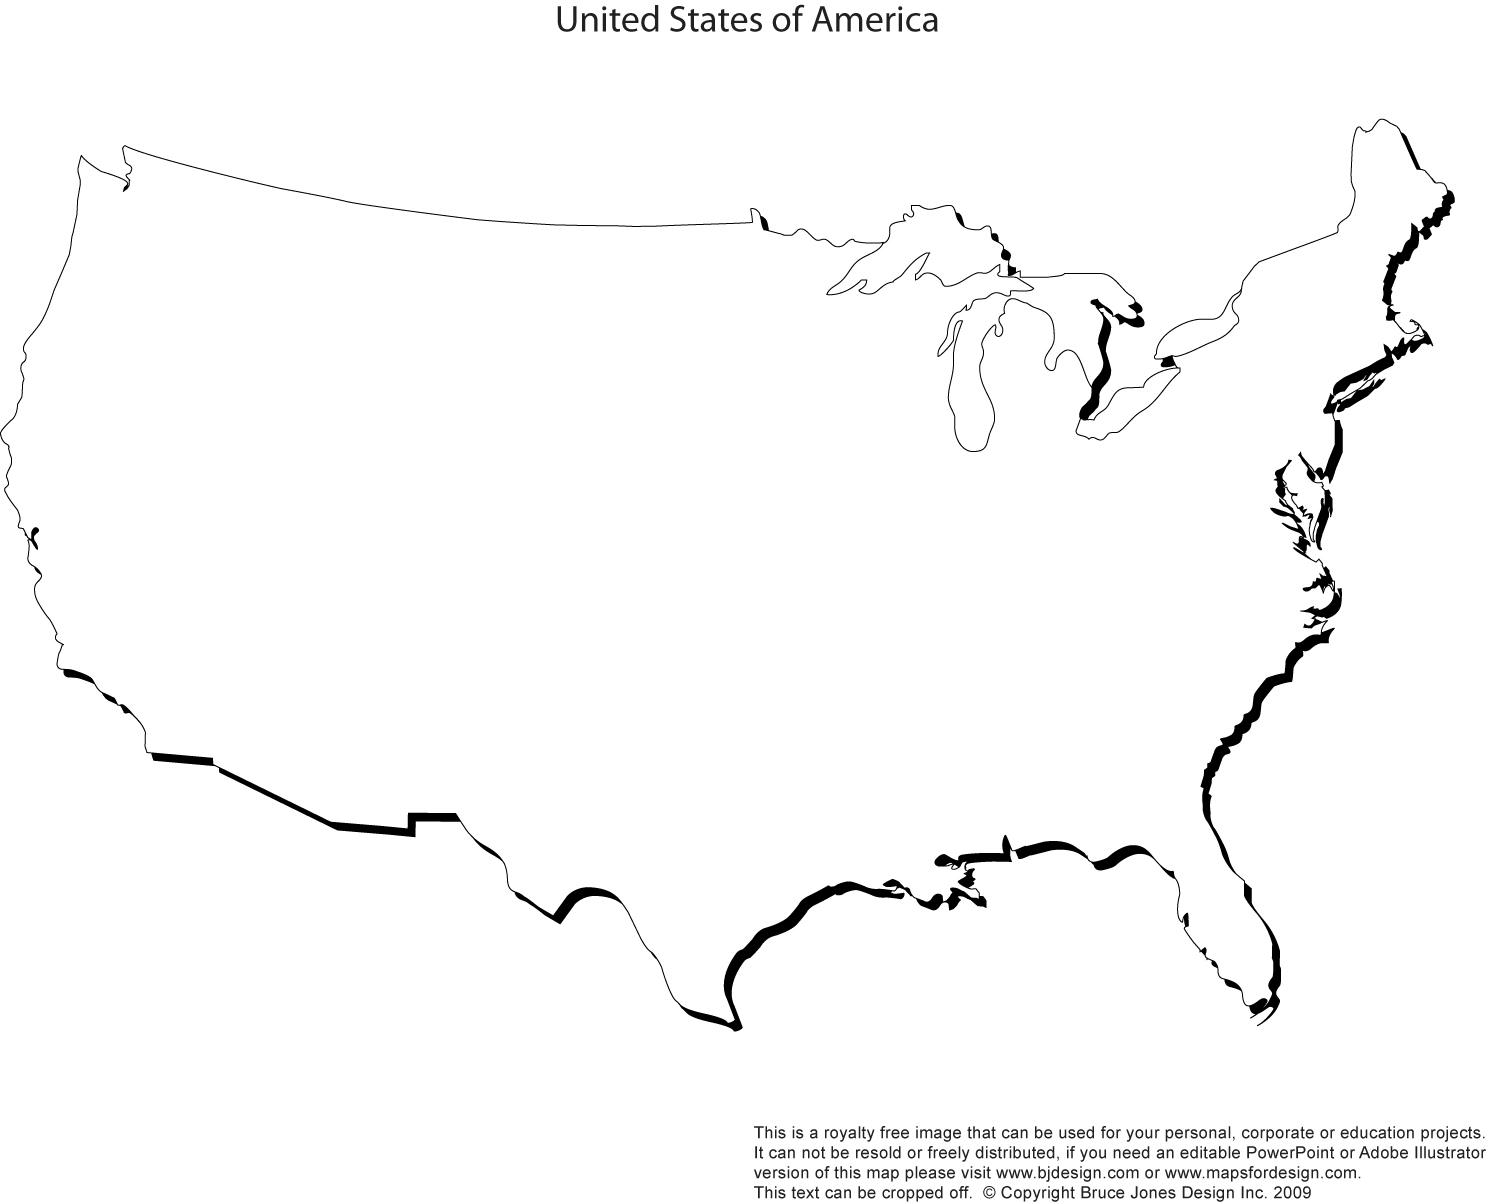 United States of America
This is a royalty free image that can be used for your personal, corporate or education projects.
It can not be resold or freely distributed, if you need an editable PowerPoint or Adobe Illustrator
version of this map please visit www.bjdesign.com or www.mapsfordesign.com.
This text can be cropped off.  © Copyright Bruce Jones Design Inc. 2009